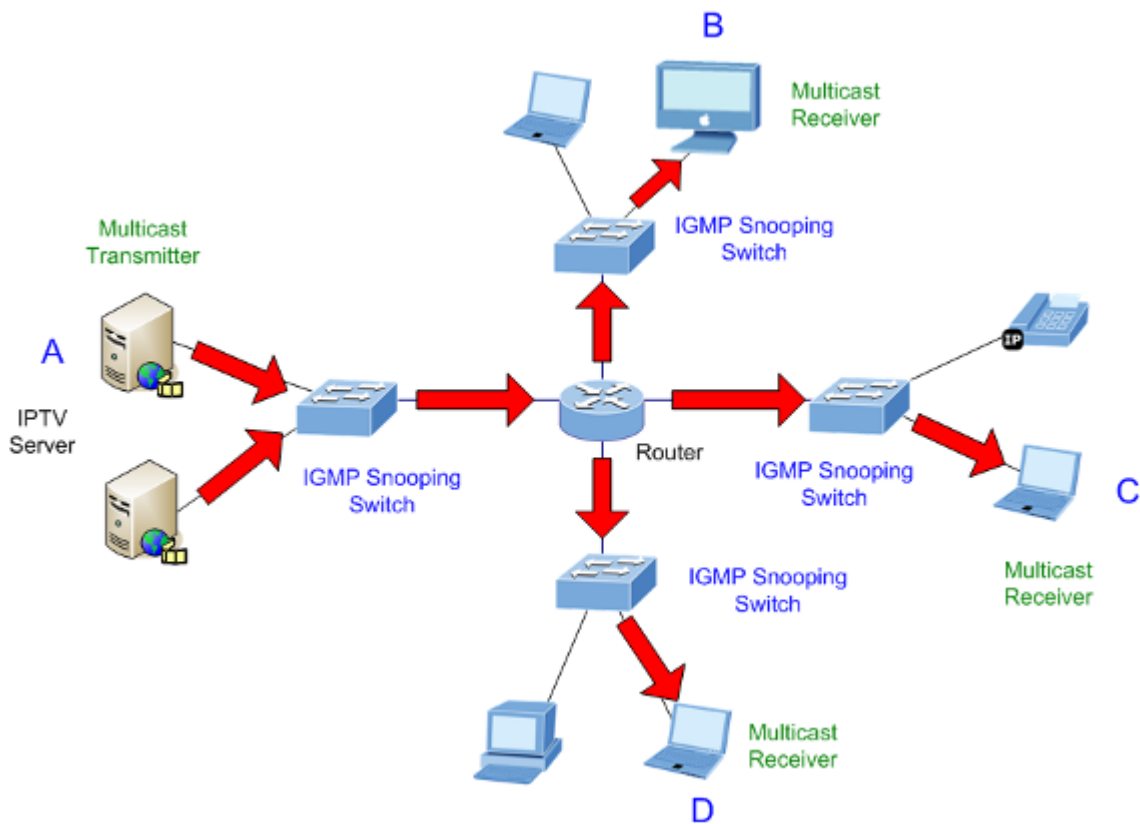 B
Multicast
Receiver
IGMP Snooping
Switch
Multicast
Transmitter
A
IPTV
Server
IGMP Snooping
Switch
Router
IP
IGMP Snooping
Switch
C
Multicast
Receiver
IGMP Snooping
Switch
Multicast
Receiver
D